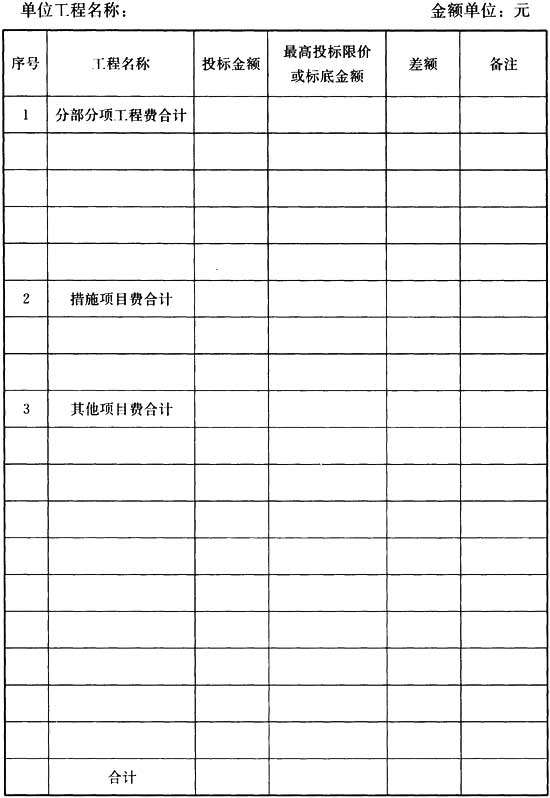 单位工程名称： 金额单位：元
序号 工程名称 投标金额 最高投标限价 差额 备注
或标底金额
1 分部分项工程费合计
2 措施项目费合计
3 其他项目费合计
合计